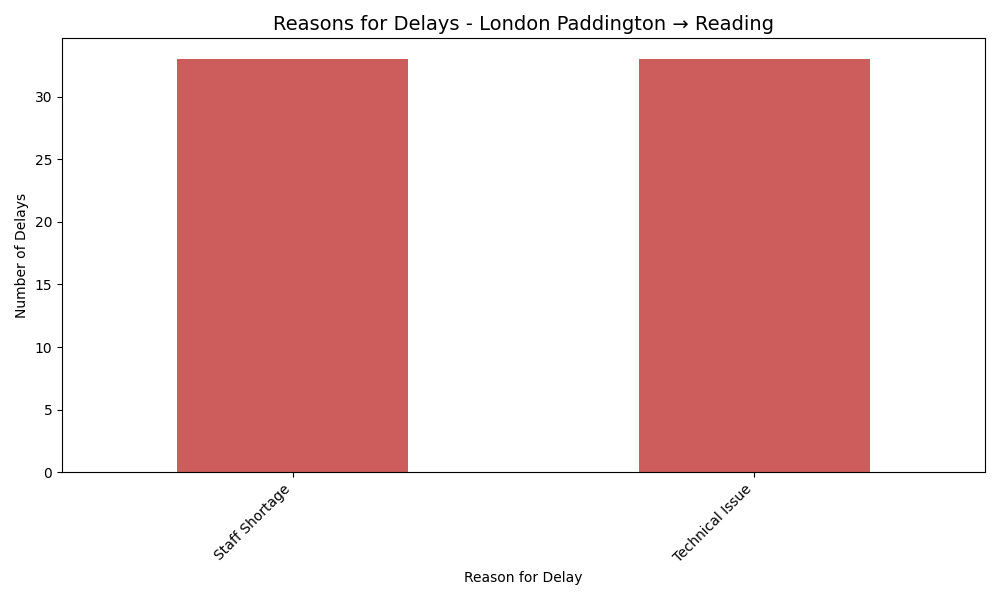 Reasons for Delays - London Paddington → Reading
Number of Delays
30
25
20
15
10
5
0
Staff Shortage
Technical Issue
Reason for Delay